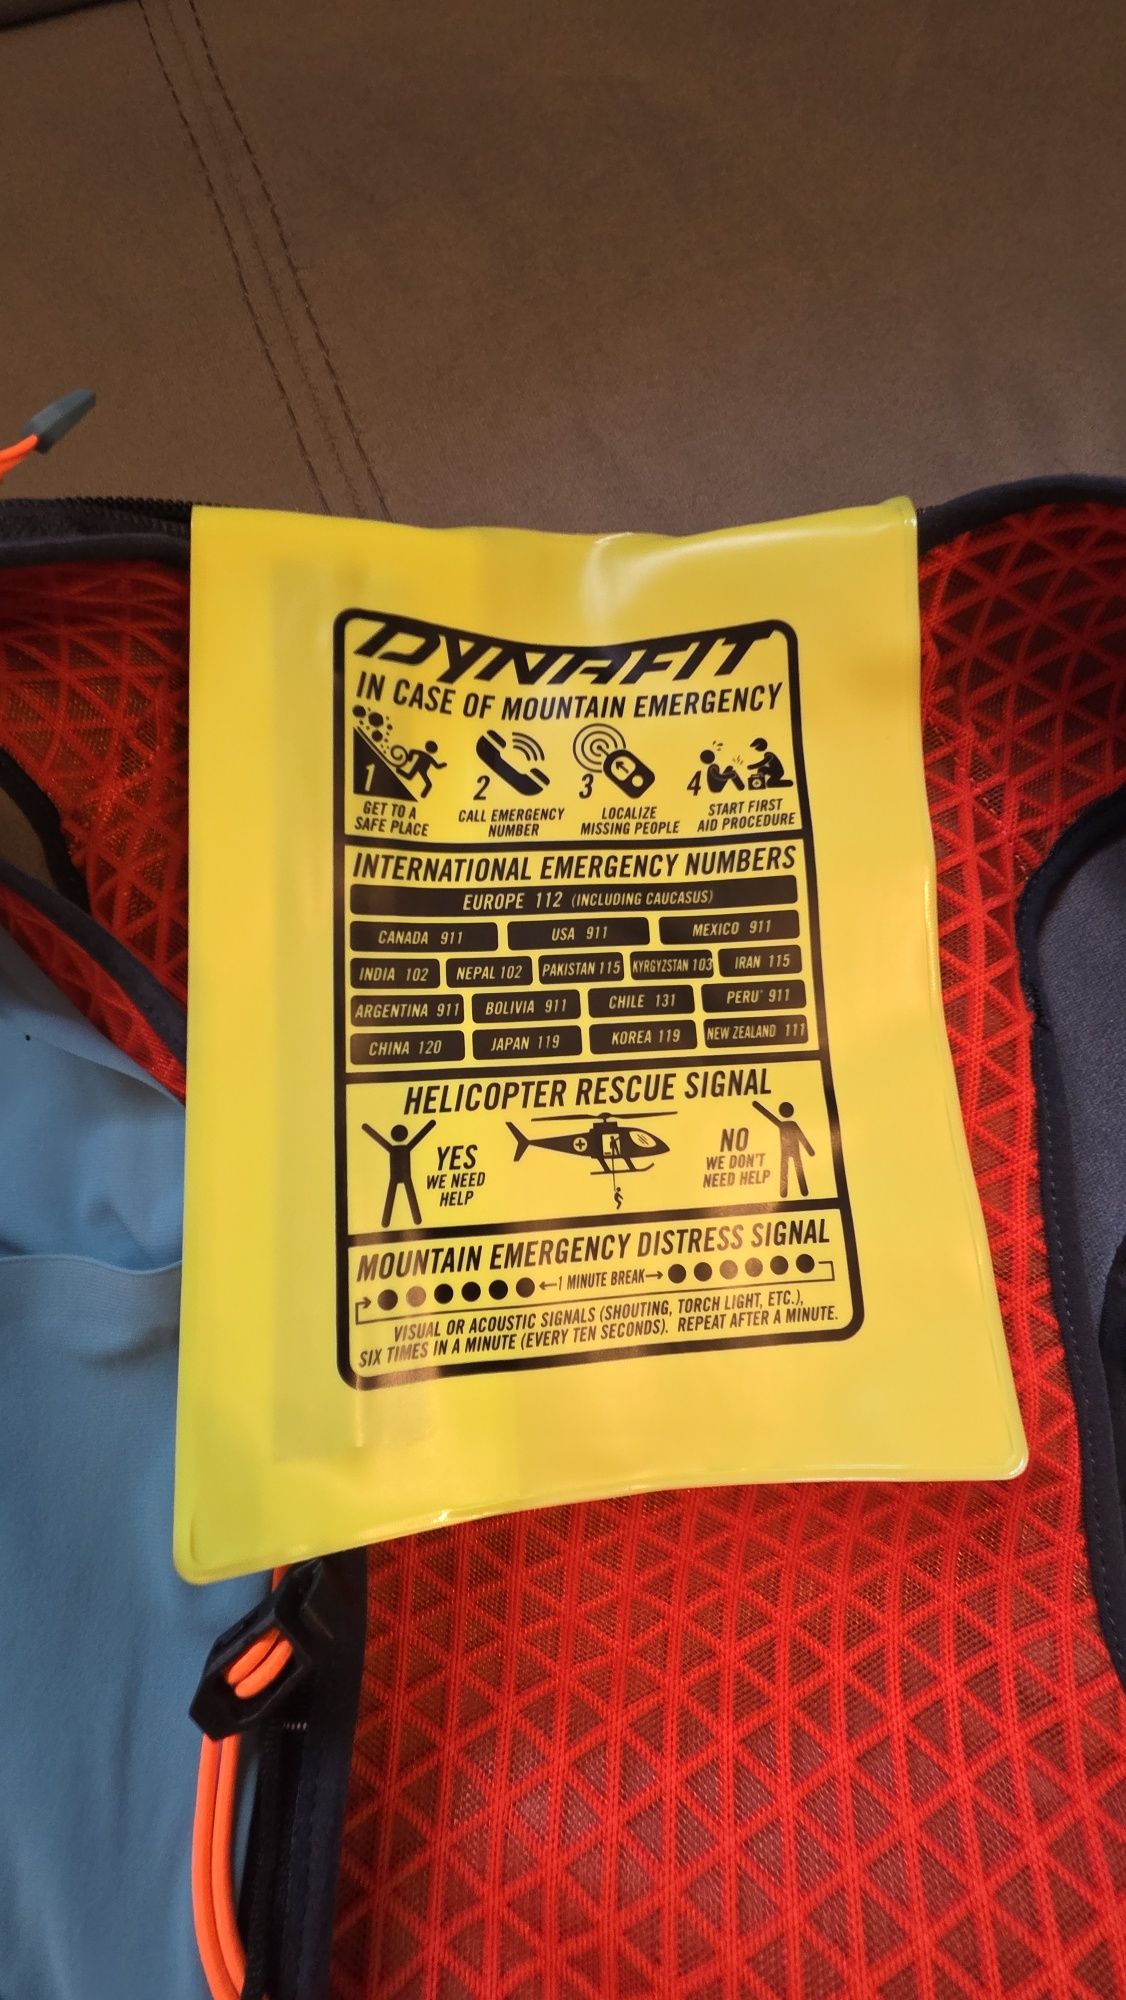 DYNAFIT
IN CASE OF MOUNTAIN EMERGENCY
1
GET TO A
SAFE PLACE
2
CALL EMERGENCY
NUMBER
3
LOCALIZE
MISSING PEOPLE
4
START FIRST
AID PROCEDURE
INTERNATIONAL EMERGENCY NUMBERS
EUROPE 112 (INCLUDING CAUCASUS)
CANADA 911
USA 911
MEXICO 911
INDIA 102
NEPAL 102
PAKISTAN 115
KYRGYZSTAN 103
IRAN 115
ARGENTINA 911
BOLIVIA 911
CHILE 131
PERU' 911
CHINA 120
JAPAN 119
KOREA 119
NEW ZEALAND 111
HELICOPTER RESCUE SIGNAL
YES
WE NEED
HELP
NO
WE DON'T
NEED HELP
MOUNTAIN EMERGENCY DISTRESS SIGNAL
1 MINUTE BREAK
VISUAL OR ACOUSTIC SIGNALS (SHOUTING, TORCH LIGHT, ETC.),
SIX TIMES IN A MINUTE (EVERY TEN SECONDS). REPEAT AFTER A MINUTE.